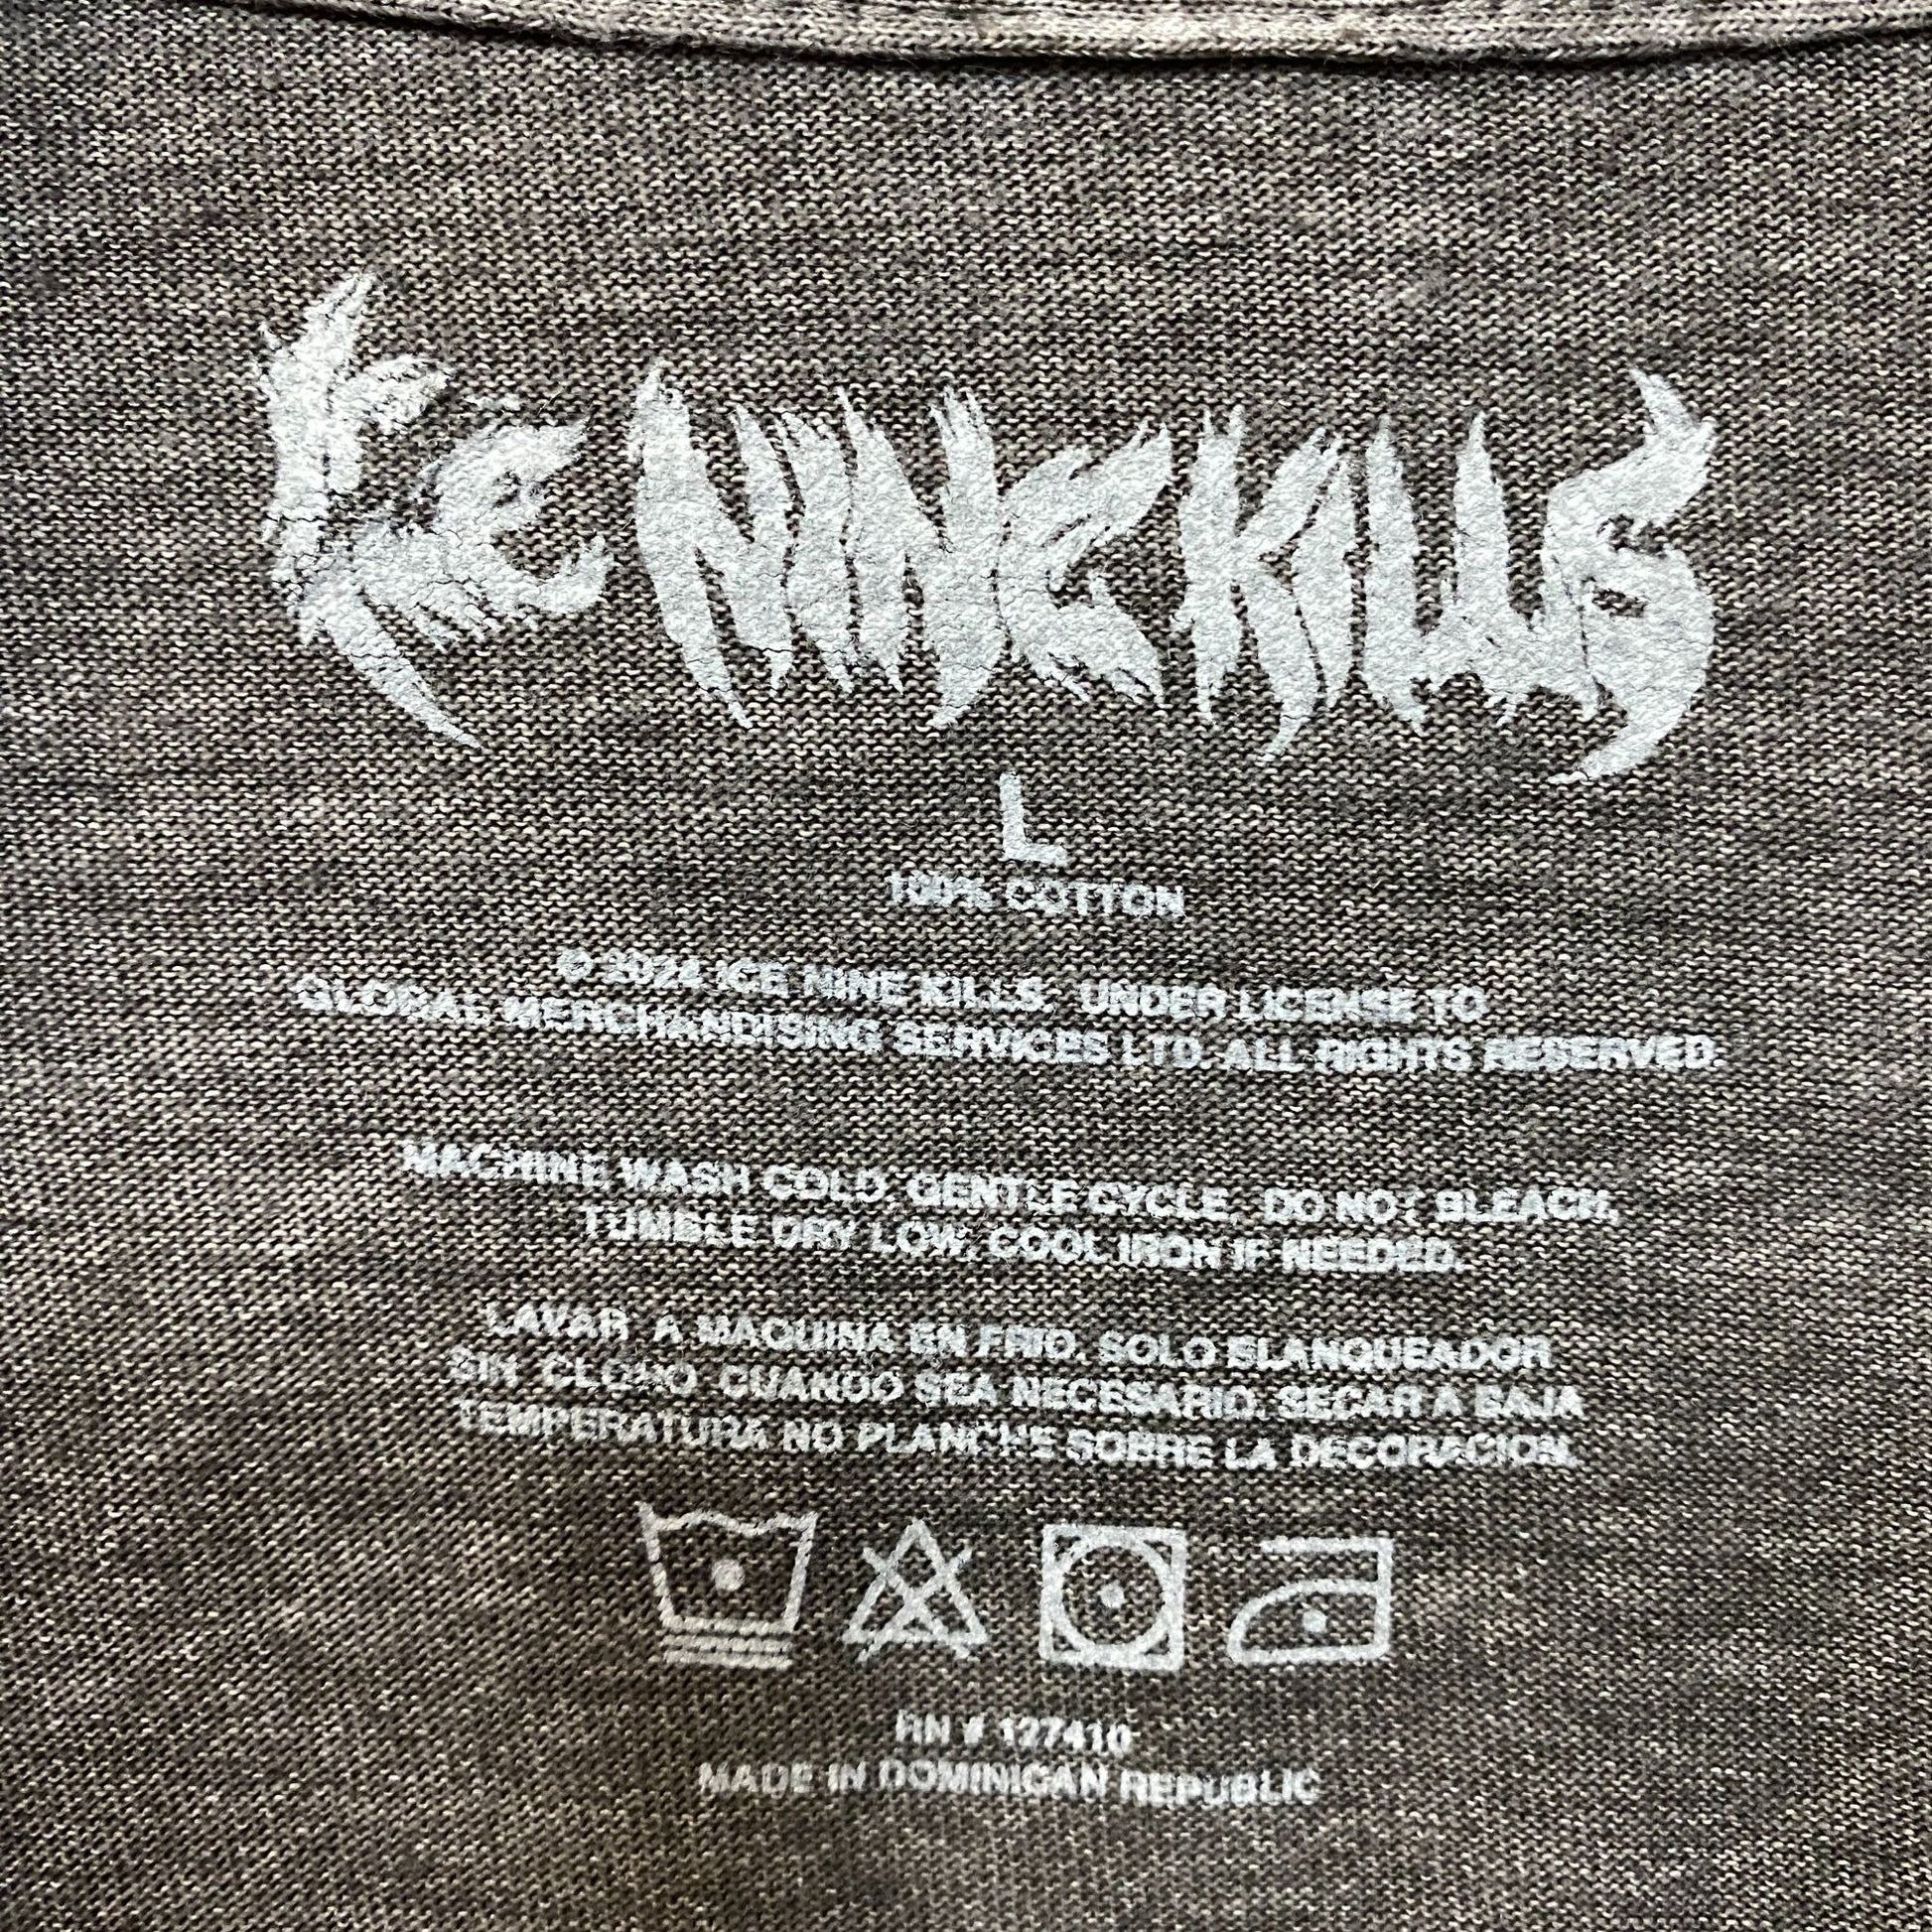 ICE NINE KILLS
L
100% COTTON
© 2024 ICE NINE KILLS. UNDER LICENSE TO
GLOBAL MERCHANDISING SERVICES LTD. ALL RIGHTS RESERVED.
MACHINE WASH COLD, GENTLE CYCLE. DO NOT BLEACH,
TUMBLE DRY LOW, COOL IRON IF NEEDED.
LAVAR A MAQUINA EN FRIO. SOLO BLANQUEADOR
SIN CLORO CUANDO SEA NECESSARIO. SECAR A BAJA
TEMPERATURA NO PLANCHE SOBRE LA DECORACION.
RN # 127410
MADE IN DOMINICAN REPUBLIC